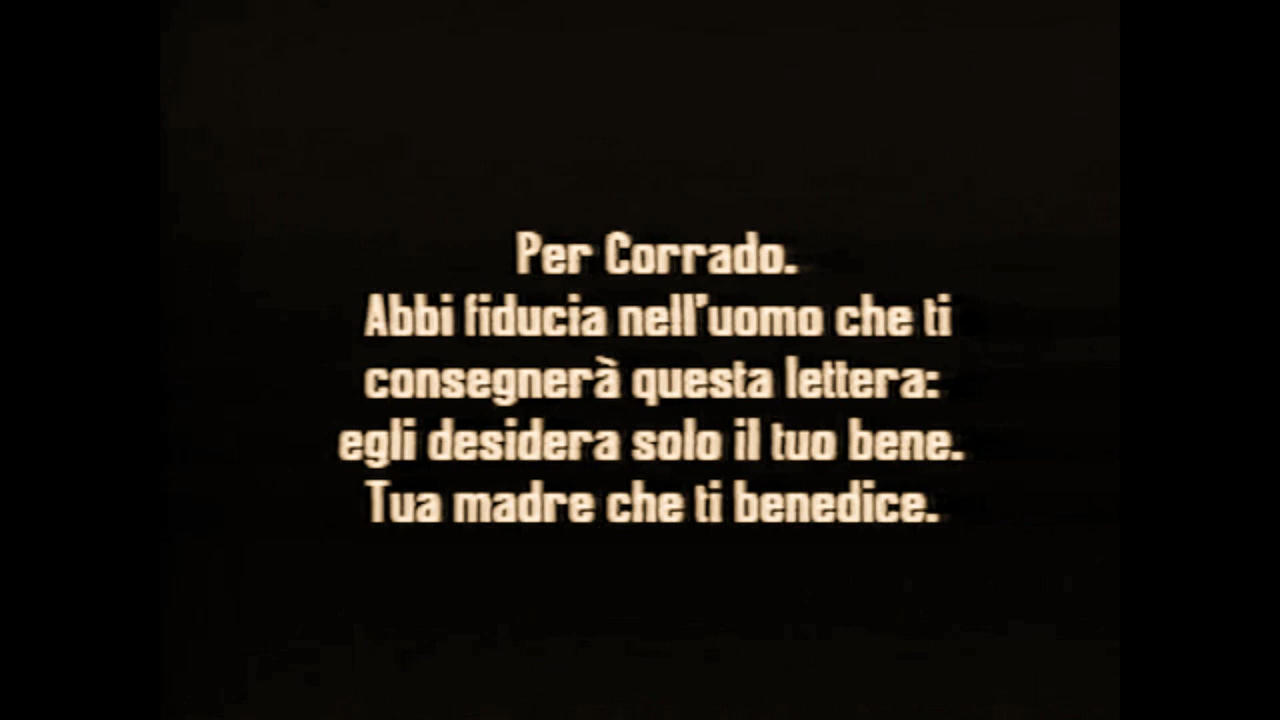 Per Corrado.
Abbi fiducia nell'uomo che ti
consegnerà questa lettera:
egli desidera solo il tuo bene.
Tua madre che ti benedice.